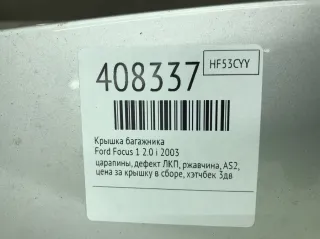 408337
HF53CYY
Крышка багажника
Ford Focus 1 2.0 i 2003
царапины, дефект ЛКП, ржавчина, А52,
цена за крышку в сборе, хэтчбек 3дв